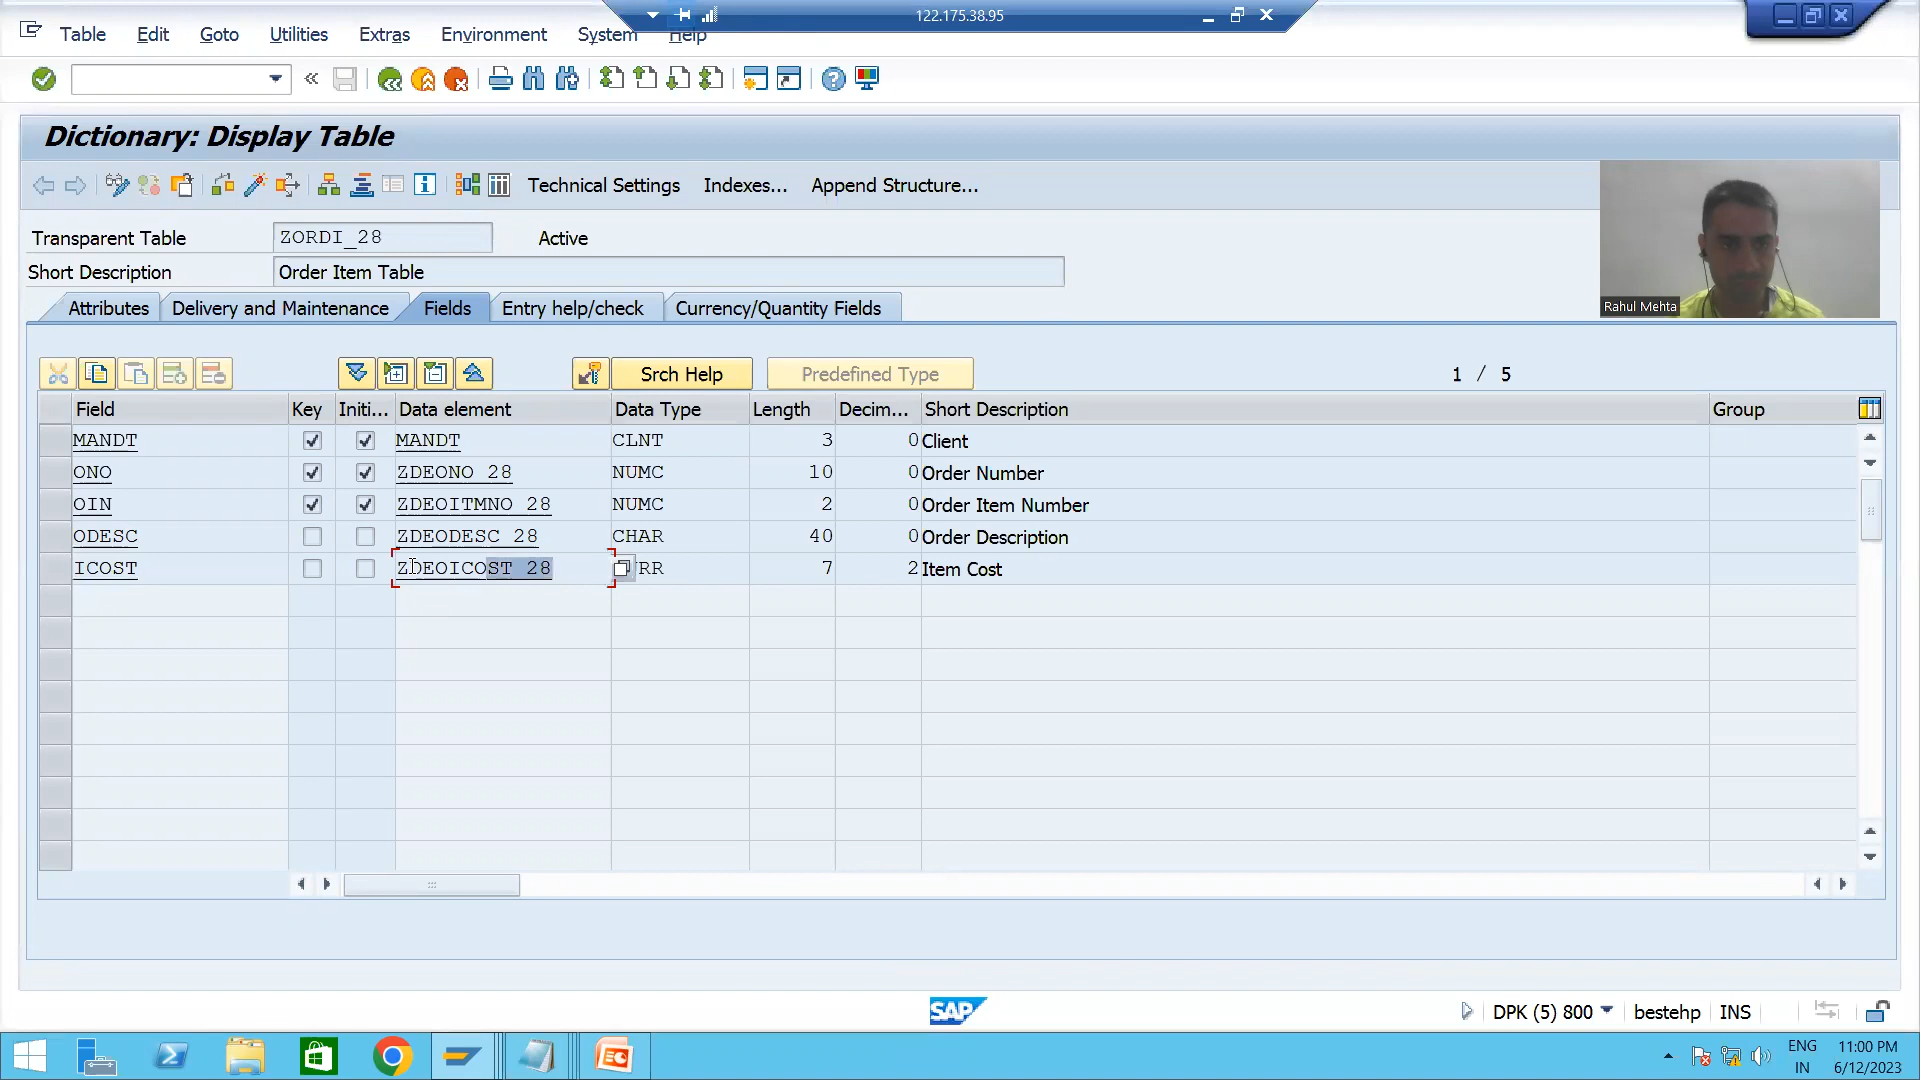 122.175.38.95
Table Edit Goto Utilities Extras Environment System Help
Dictionary: Display Table
Technical Settings Indexes... Append Structure...
Transparent Table ZORDI_28 Active
Short Description Order Item Table
Rahul Mehta
Attributes Delivery and Maintenance Fields Entry help/check Currency/Quantity Fields
Srch Help Predefined Type 1 / 5
Field Key Initi... Data element Data Type Length Decim... Short Description Group
MANDT MANDT CLNT 3 0 Client
ONO ZDEONO_28 NUMC 10 0 Order Number
OIN ZDEOITMNO_28 NUMC 2 0 Order Item Number
ODESC ZDEODESC_28 CHAR 40 0 Order Description
ICOST ZDEOICOST_28 RR 7 2 Item Cost
SAP DPK (5) 800 bestehp INS
ENG 11:00 PM
IN 6/12/2023